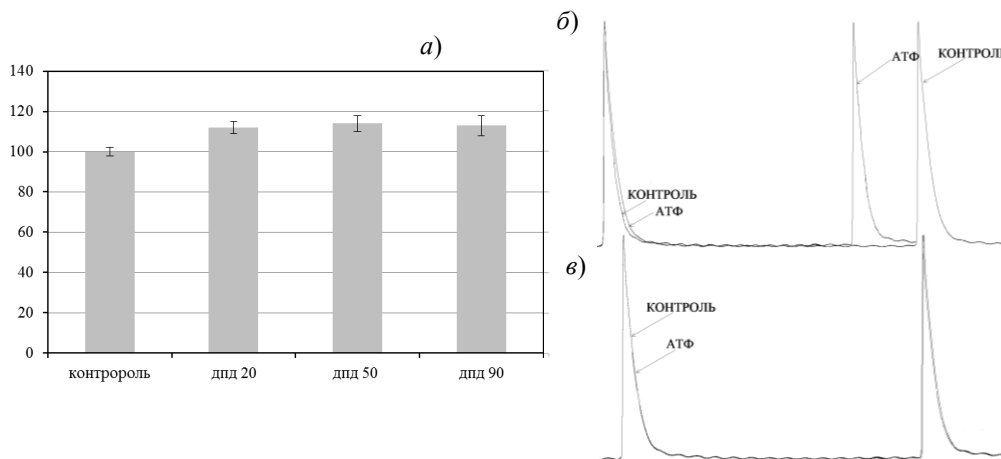 а)
140
120
100
80
60
40
20
0
контророль
дпд 20
дпд 50
дпд 90
б)
АТФ
КОНТРОЛЬ
КОНТРОЛЬ
АТФ
в)
КОНТРОЛЬ
АТФ